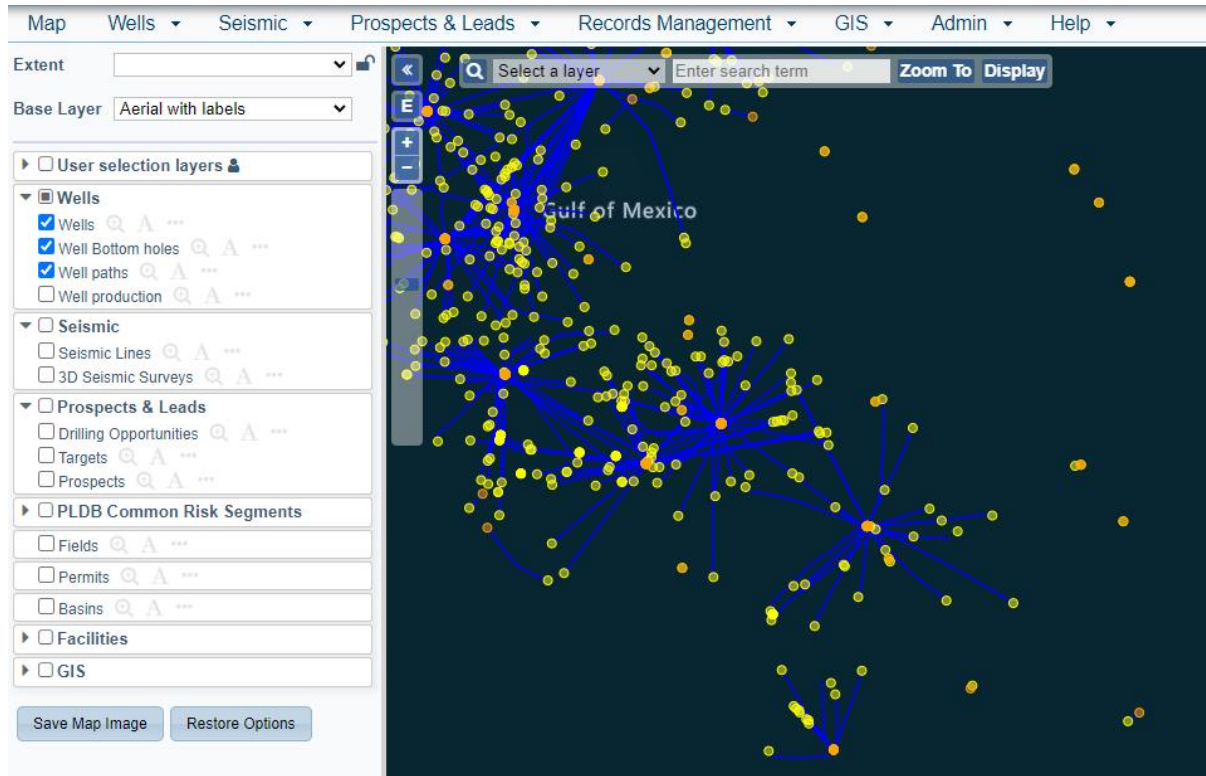 Map Wells Seismic Prospects & Leads Records Management GIS Admin Help
Extent
Base Layer Aerial with labels
User selection layers
Wells
Wells A ...
Well Bottom holes A ...
Well paths A ...
Well production A ...
Seismic
Seismic Lines A ...
3D Seismic Surveys A ...
Prospects & Leads
Drilling Opportunities A ...
Targets A ...
Prospects A ...
PLDB Common Risk Segments
Fields A ...
Permits A ...
Basins A ...
Facilities
GIS
Save Map Image Restore Options
« Select a layer Enter search term Zoom To Display
E
+
−
Gulf of Mexico